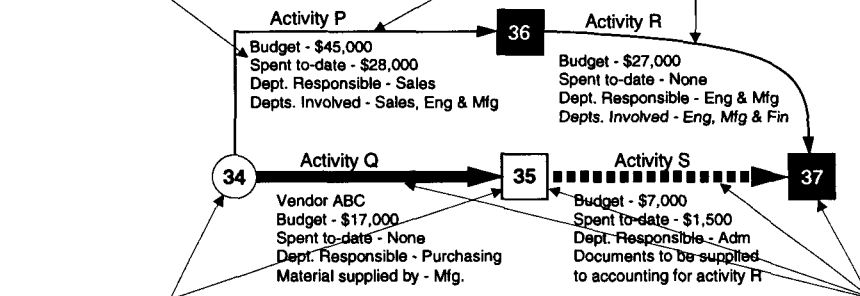 Activity P
36
Activity R
Budget - $45,000
Spent to-date - $28,000
Dept. Responsible - Sales
Depts. Involved - Sales, Eng & Mfg
Budget - $27,000
Spent to-date - None
Dept. Responsible - Eng & Mfg
Depts. Involved - Eng, Mfg & Fin
34
Activity Q
35
Activity S
37
Vendor ABC
Budget - $17,000
Spent to-date - None
Dept. Responsible - Purchasing
Material supplied by - Mfg.
Budget - $7,000
Spent to-date - $1,500
Dept. Responsible - Adm
Documents to be supplied
to accounting for activity R